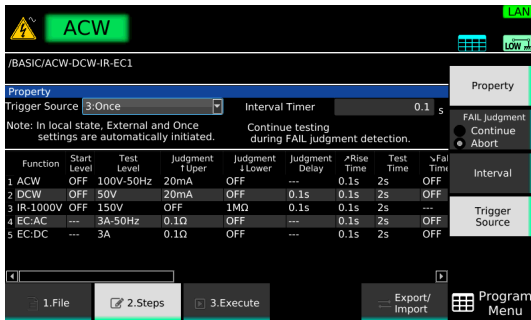 LAN
ACW
LOW
/BASIC/ACW-DCW-IR-EC1
Property
Property
Trigger Source 3:Once Interval Timer 0.1 s
Note: In local state, External and Once
settings are automatically initiated.
Continue testing
during FAIL judgment detection.
FAIL Judgment
Continue
Abort
Interval
Trigger
Source
Function Start Level Test Level Judgment ↑Uper Judgment ↓Lower Judgment Delay ↗Rise Time Test Time ↘Fal Time
1 ACW OFF 100V-50Hz 20mA OFF --- 0.1s 2s OFF
2 DCW OFF 50V 20mA OFF 0.1s 0.1s 2s OFF
3 IR-1000V OFF 150V OFF 1MΩ 0.1s 0.1s 2s ---
4 EC:AC --- 3A-50Hz 0.1Ω OFF --- 0.1s 2s OFF
5 EC:DC --- 3A 0.1Ω OFF --- 0.1s 2s OFF
1.File
2.Steps
3.Execute
Export/
Import
Program
Menu